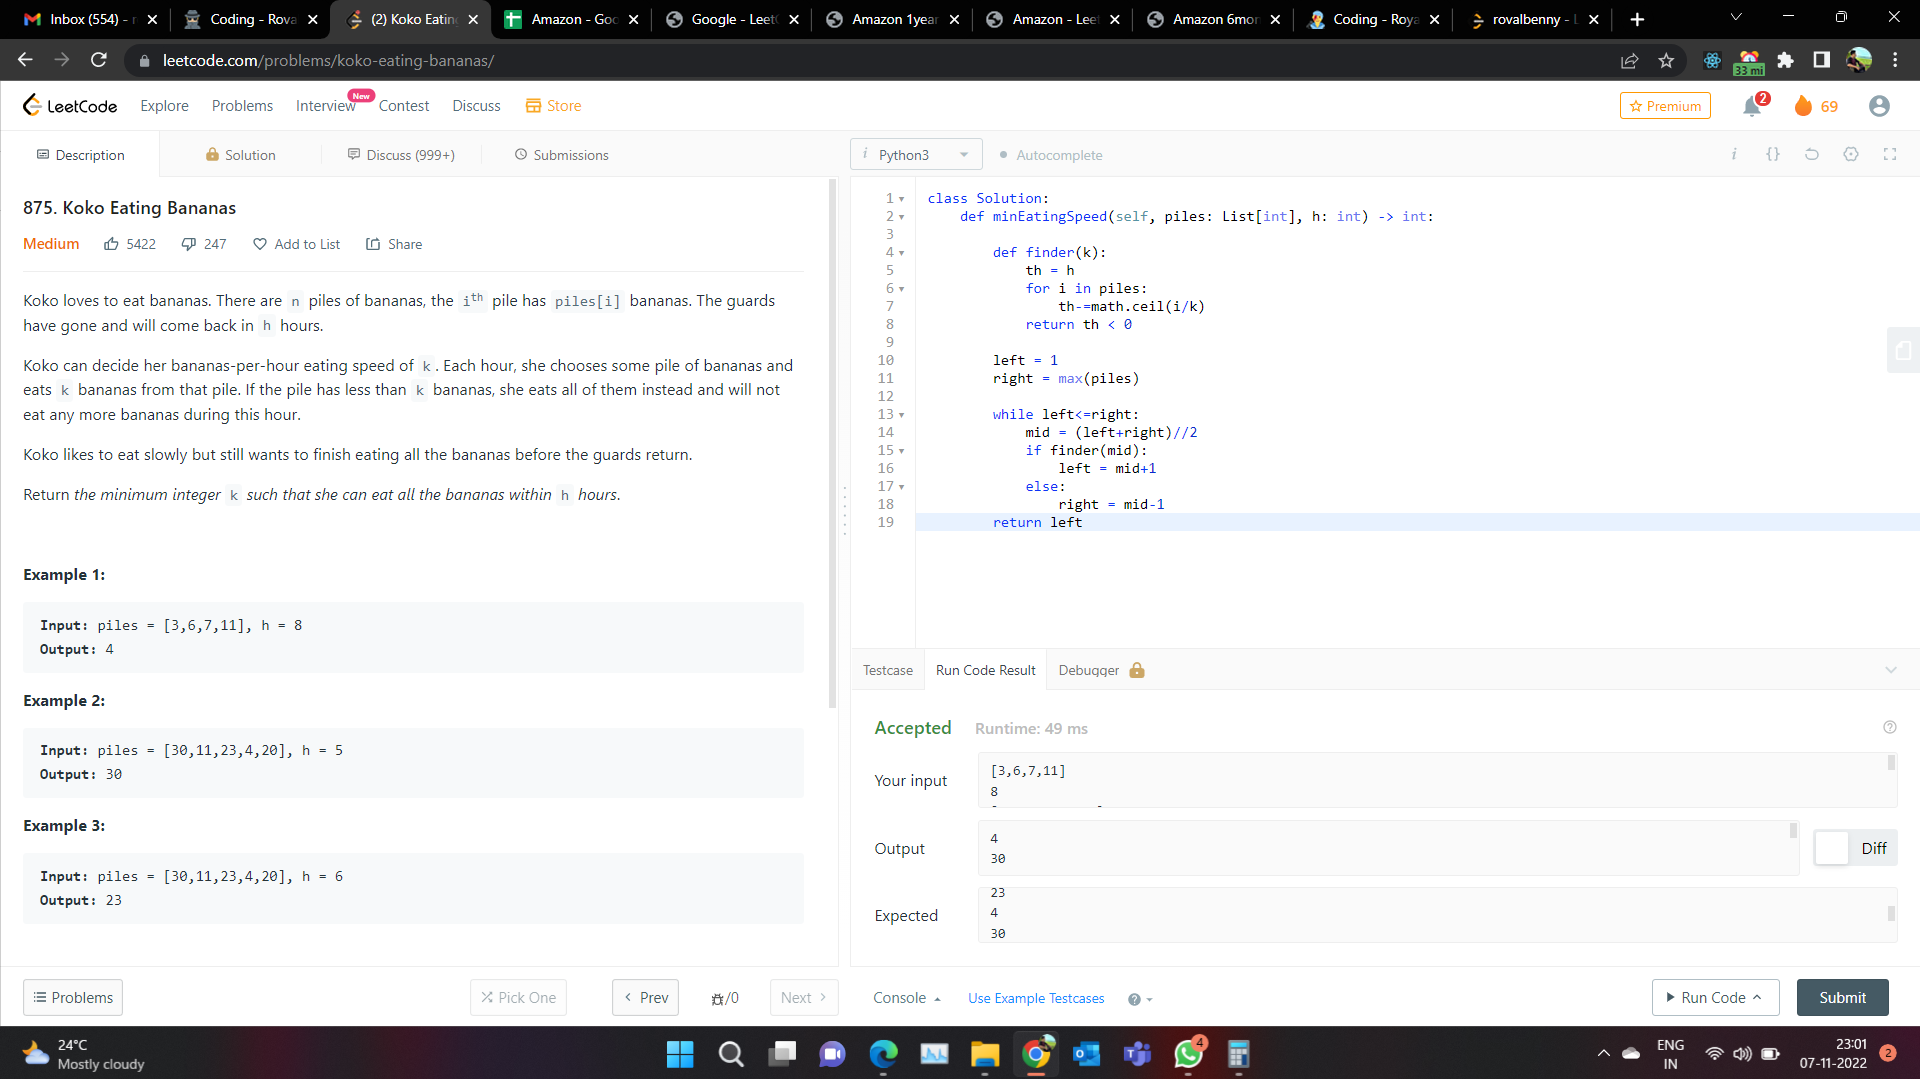 Inbox (554) -
Coding - Rova
(2) Koko Eatin
Amazon - Goo
Google - Leet
Amazon 1year
Amazon - Leet
Amazon 6mon
Coding - Roya
rovalbenny -
leetcode.com/problems/koko-eating-bananas/
33 mi
LeetCode
Explore
Problems
Interview
New
Contest
Discuss
Store
Premium
2
69
Description
Solution
Discuss (999+)
Submissions
i Python3
Autocomplete
i {}
875. Koko Eating Bananas
Medium 5422 247 Add to List Share
Koko loves to eat bananas. There are n piles of bananas, the ith pile has piles[i] bananas. The guards
have gone and will come back in h hours.
Koko can decide her bananas-per-hour eating speed of k. Each hour, she chooses some pile of bananas and
eats k bananas from that pile. If the pile has less than k bananas, she eats all of them instead and will not
eat any more bananas during this hour.
Koko likes to eat slowly but still wants to finish eating all the bananas before the guards return.
Return the minimum integer k such that she can eat all the bananas within h hours.
Example 1:
Input: piles = [3,6,7,11], h = 8
Output: 4
Example 2:
Input: piles = [30,11,23,4,20], h = 5
Output: 30
Example 3:
Input: piles = [30,11,23,4,20], h = 6
Output: 23
Problems
Pick One
Prev
/0
Next
1 class Solution:
2 def minEatingSpeed(self, piles: List[int], h: int) -> int:
3
4 def finder(k):
5 th = h
6 for i in piles:
7 th-=math.ceil(i/k)
8 return th < 0
9
10 left = 1
11 right = max(piles)
12
13 while left<=right:
14 mid = (left+right)//2
15 if finder(mid):
16 left = mid+1
17 else:
18 right = mid-1
19 return left
Testcase
Run Code Result
Debugger
Accepted Runtime: 49 ms
Your input
[3,6,7,11]
8
Output
4
30
Diff
Expected
23
4
30
Console
Use Example Testcases
Run Code
Submit
24°C
Mostly cloudy
4
ENG
IN
23:01
07-11-2022
2